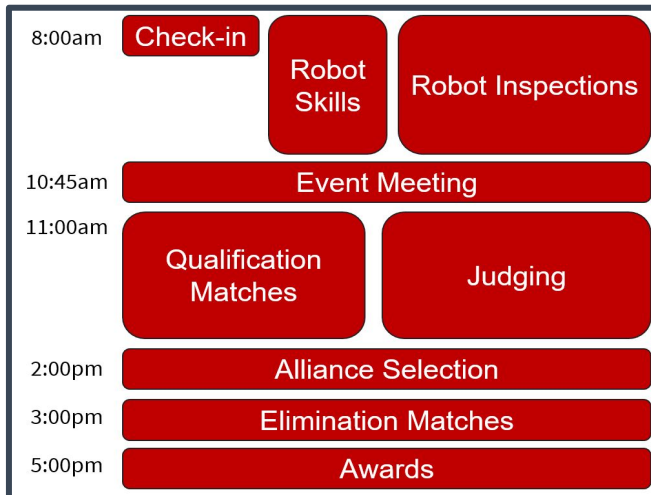 8:00am
Check-in
Robot
Skills
Robot Inspections
10:45am
Event Meeting
11:00am
Qualification
Matches
Judging
2:00pm
Alliance Selection
3:00pm
Elimination Matches
5:00pm
Awards